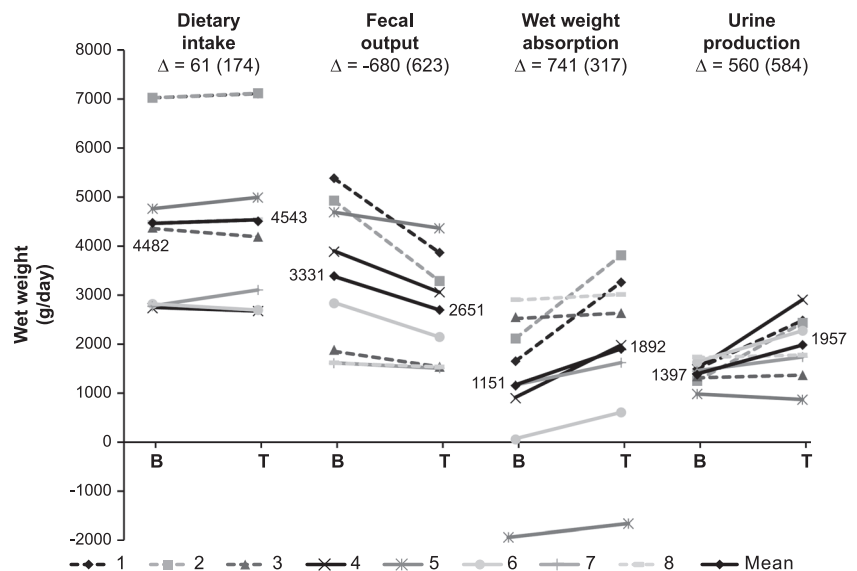 Dietary
intake
Δ = 61 (174)
Fecal
output
Δ = -680 (623)
Wet weight
absorption
Δ = 741 (317)
Urine
production
Δ = 560 (584)
Wet weight
(g/day)
8000
7000
6000
5000
4000
3000
2000
1000
0
-1000
-2000
4482
4543
3331
2651
1151
1892
1397
1957
B T B T B T B T
1 2 3 4 5 6 7 8 Mean